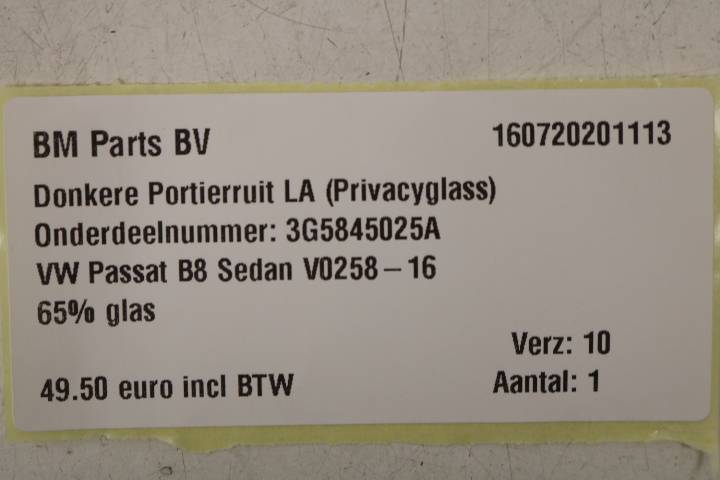 BM Parts BV 160720201113
Donkere Portierruit LA (Privacyglass)
Onderdeelnummer: 3G5845025A
VW Passat B8 Sedan V0258 – 16
65% glas
Verz: 10
49.50 euro incl BTW Aantal: 1